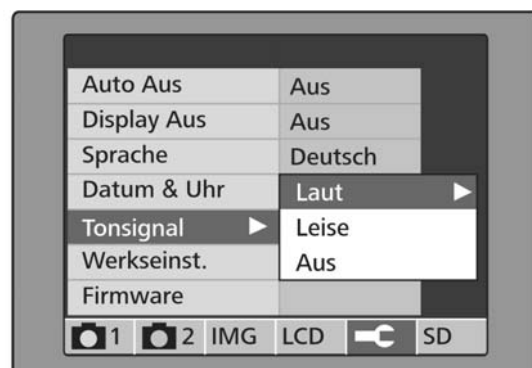 Auto Aus Aus
Display Aus Aus
Sprache Deutsch
Datum & Uhr Laut
Tonsignal Leise
Werkseinst. Aus
Firmware
1 2 IMG LCD SD